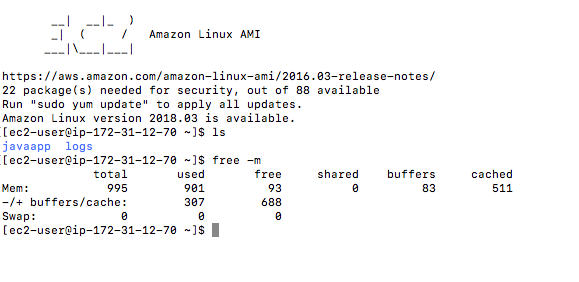 __|  __|_  )
_|  (     /   Amazon Linux AMI
___|\___|___|
https://aws.amazon.com/amazon-linux-ami/2016.03-release-notes/
22 package(s) needed for security, out of 88 available
Run "sudo yum update" to apply all updates.
Amazon Linux version 2018.03 is available.
[[ec2-user@ip-172-31-12-70 ~]$ ls
javaapp  logs
[[ec2-user@ip-172-31-12-70 ~]$ free -m
total       used       free     shared    buffers     cached
Mem:           995        901         93          0         83        511
-/+ buffers/cache:        307        688
Swap:            0          0          0
[ec2-user@ip-172-31-12-70 ~]$